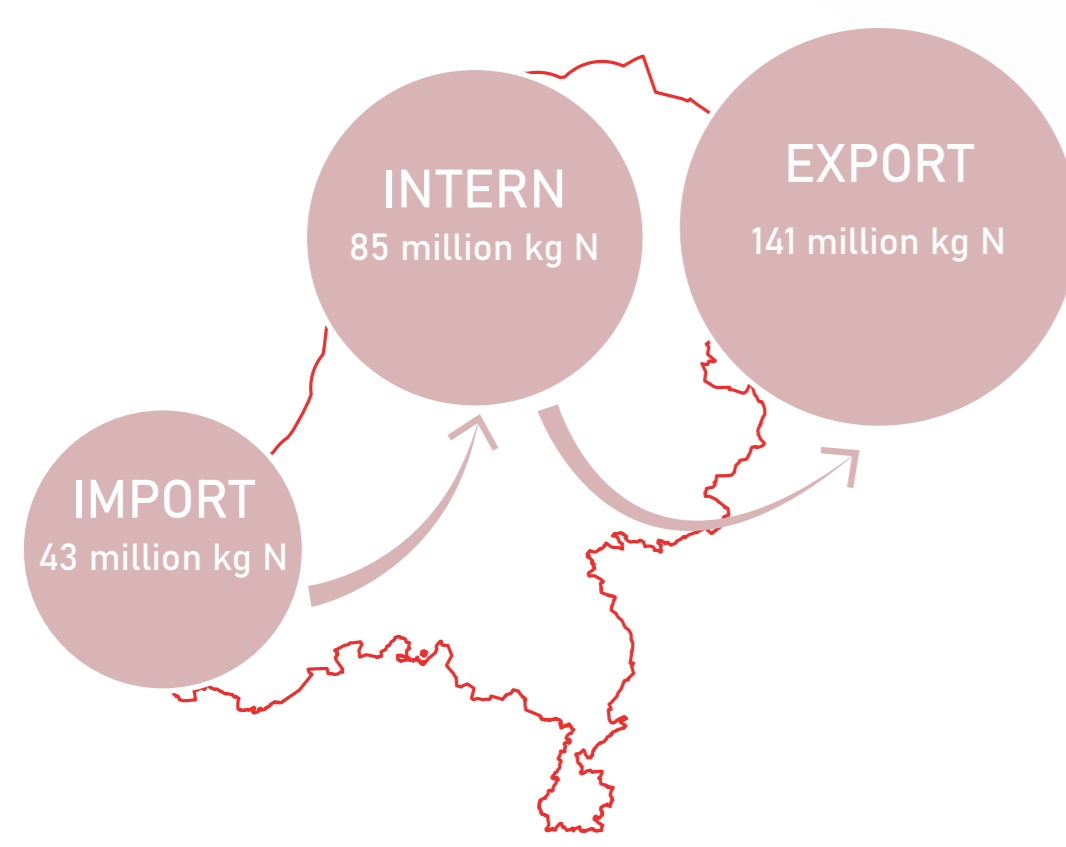 INTERN
85 million kg N
EXPORT
141 million kg N
IMPORT
43 million kg N